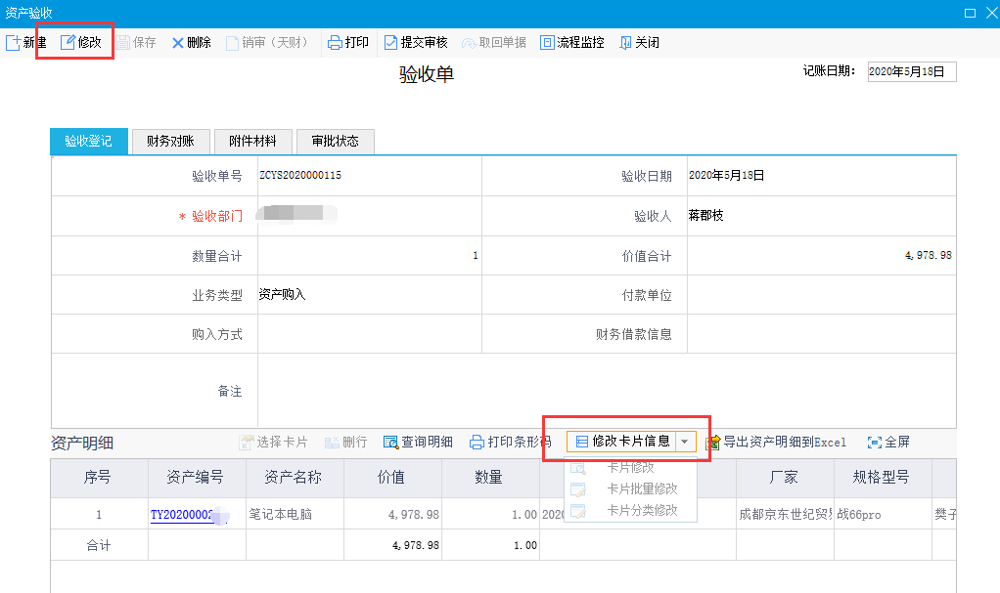 资产验收
新建 修改 保存 删除 销审（天财） 打印 提交审核 取回单据 流程监控 关闭
验收单 记账日期： 2020年5月18日
验收登记 财务对账 附件材料 审批状态
验收单号 ZCYS2020000115 验收日期 2020年5月18日
* 验收部门 验收人 蒋郡枝
数量合计 1 价值合计 4,978.98
业务类型 资产购入 付款单位
购入方式 财务借款信息
备注
资产明细 选择卡片 删行 查询明细 打印条形码 修改卡片信息 导出资产明细到Excel 全屏
卡片修改
卡片批量修改
卡片分类修改
序号 资产编号 资产名称 价值 数量 厂家 规格型号
1 TY20200002 笔记本电脑 4,978.98 1.00 2020 成都京东世纪贸易 战66pro 樊子
合计 4,978.98 1.00